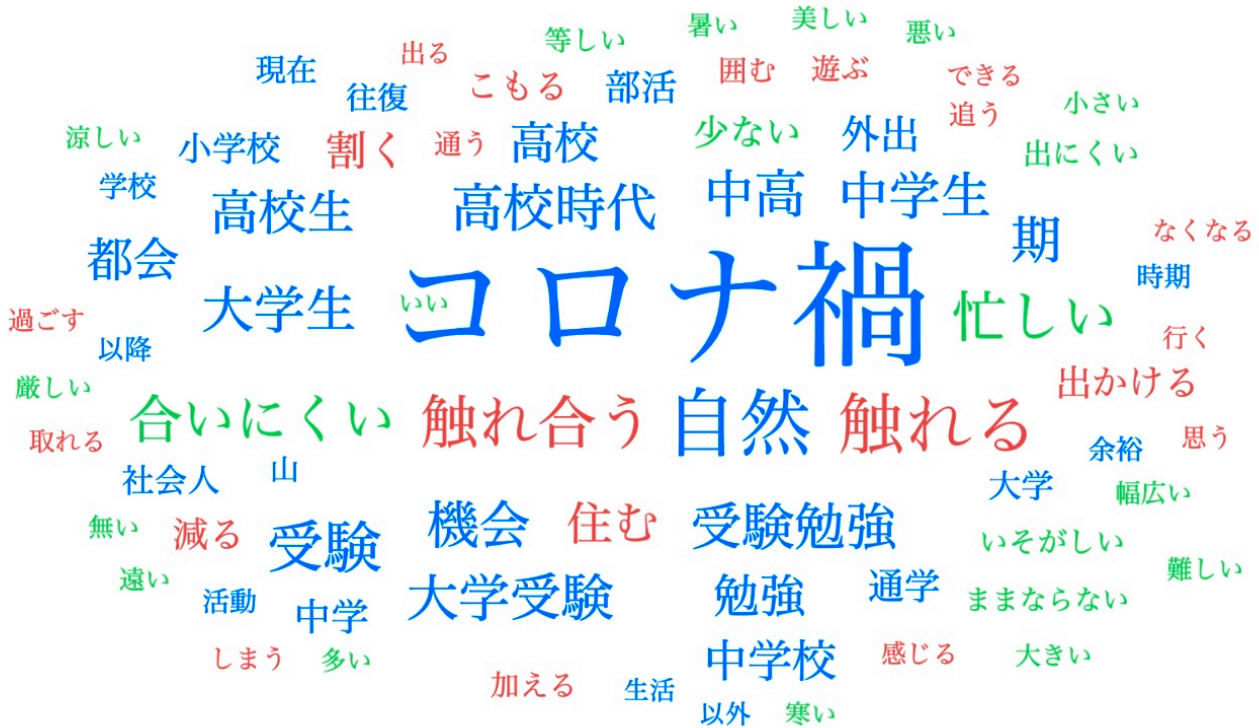 美しい
暑い
悪い
等しい
出る
現在
こもる
部活
囲む
遊ぶ
できる
往復
小さい
追う
涼しい
小学校
割く
通う
高校
少ない
外出
出にくい
学校
高校生
高校時代
中高
中学生
期
なくなる
都会
時期
大学生
いい
コロナ禍
忙しい
過ごす
以降
行く
厳しい
出かける
合いにくい
触れ合う
自然
触れる
取れる
余裕
思う
社会人
山
大学
幅広い
無い
減る
受験
機会
住む
受験勉強
いそがしい
遠い
難しい
活動
中学
大学受験
勉強
通学
ままならない
しまう
多い
中学校
感じる
大きい
加える
生活
以外
寒い